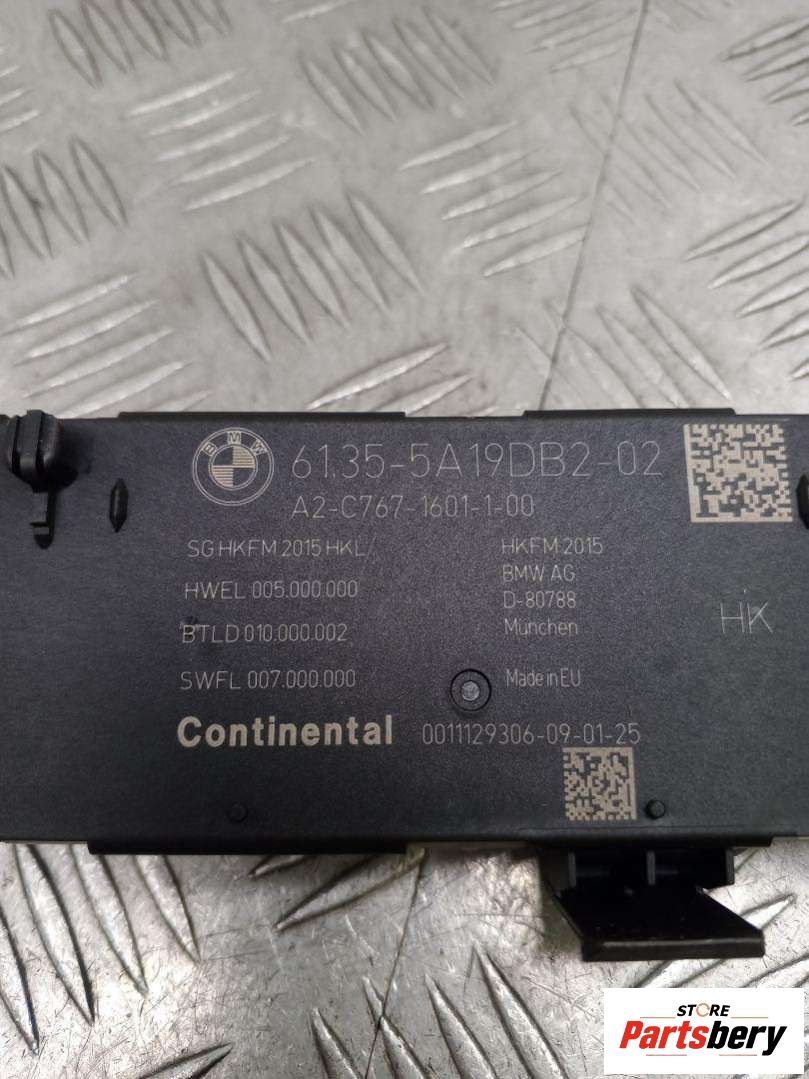 BMW
61.35-5A19DB2-02
A2-C767-1601-1-00
SG HKFM 2015 HKL
HWEL 005.000.000
BTLD 010.000.002
SWFL 007.000.000
HKFM 2015
BMW AG
D-80788
München
Made in EU
HK
Continental 0011129306-09-01-25
STORE
Partsbery